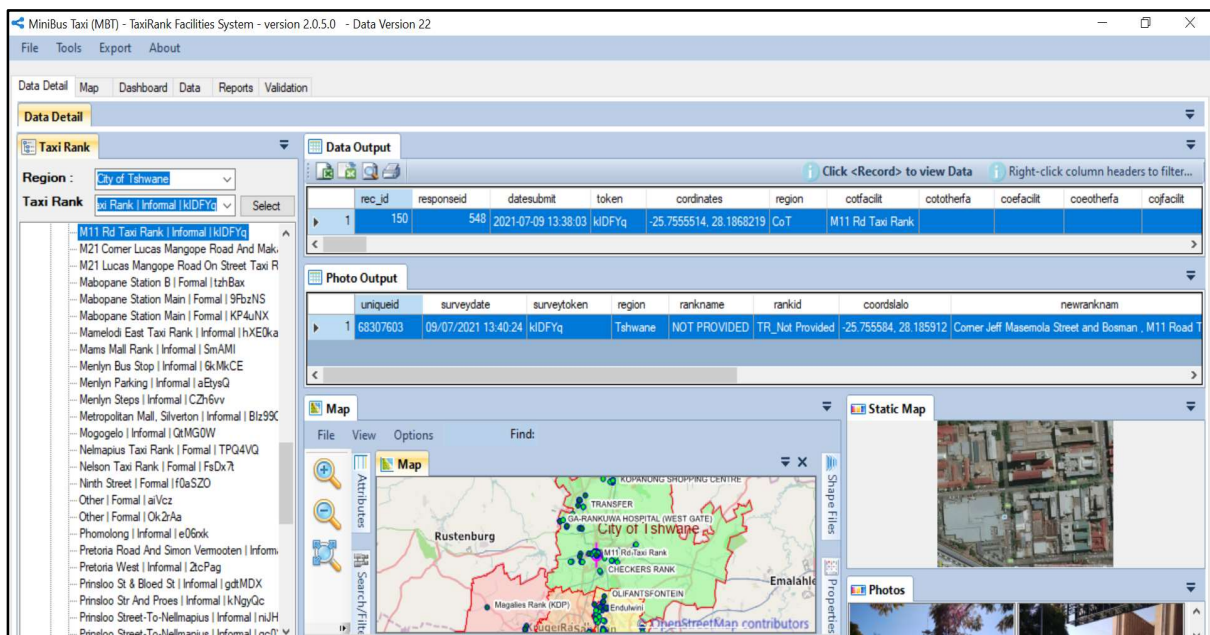 MiniBus Taxi (MBT) - TaxiRank Facilities System - version 2.0.5.0 - Data Version 22
File Tools Export About
Data Detail Map Dashboard Data Reports Validation
Data Detail
Taxi Rank
Region : City of Tshwane
Taxi Rank xi Rank | Informal | kIDFYq Select
M11 Rd Taxi Rank | Informal | kIDFYq
M21 Corner Lucas Mangope Road And Mak
M21 Lucas Mangope Road On Street Taxi R
Mabopane Station B | Formal | tzhBax
Mabopane Station Main | Formal | 9FbzNS
Mabopane Station Main | Formal | KP4uNX
Mamelodi East Taxi Rank | Informal | hXE0ka
Mams Mall Rank | Informal | SmAMI
Menlyn Bus Stop | Informal | 6kMkCE
Menlyn Parking | Informal | aEtysQ
Menlyn Steps | Informal | CZh6vv
Metropolitan Mall, Silverton | Informal | BIz99C
Mogogelo | Informal | QtMG0W
Nelmapius Taxi Rank | Formal | TPQ4VQ
Nelson Taxi Rank | Formal | FsDx7t
Ninth Street | Formal | f0aSZO
Other | Formal | aiVcz
Other | Formal | Ok2rAa
Phomolong | Informal | e06rxk
Pretoria Road And Simon Vermooten | Inform
Pretoria West | Informal | 2tcPag
Prinsloo St & Bloed St | Informal | gdtMDX
Prinsloo Str And Proes | Informal | kNgyQc
Prinsloo Street-To-Nellmapius | Informal | niJH
Data Output
Click <Record> to view Data Right-click column headers to filter...
rec_id responseid datesubmit token cordinates region cotfacilit cototherfa coefacilit coeotherfa cojfacilit
1 150 548 2021-07-09 13:38:03 kIDFYq -25.7555514, 28.1868219 CoT M11 Rd Taxi Rank
Photo Output
uniqueid surveydate surveytoken region rankname rankid coordslalo newranknam
1 68307603 09/07/2021 13:40:24 kIDFYq Tshwane NOT PROVIDED TR_Not Provided -25.755584, 28.185912 Corner Jeff Masemola Street and Bosman , M11 Road T
Map
File View Options Find:
Map
Attributes
Search/Filte
Shape Files
Properties
KOPANONG SHOPPING CENTRE
TRANSFER
GA-RANKUWA HOSPITAL (WEST GATE)
City of Tshwane
Rustenburg
M11 Rd Taxi Rank
CHECKERS RANK
Emalahle
OLIFANTSFONTEIN
Magalies Rank (KDP)
Endulwini
OpenStreetMap contributors
Static Map
Photos